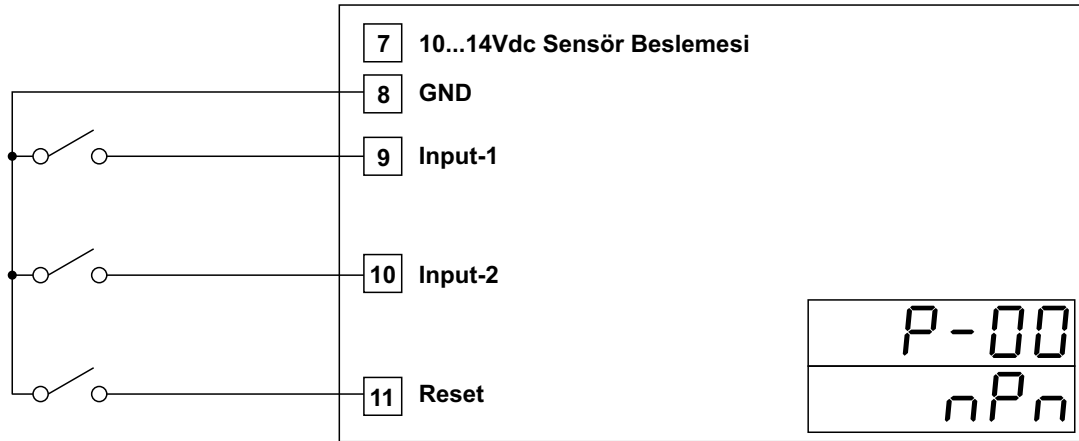 7 10...14Vdc Sensör Beslemesi
8 GND
9 Input-1
10 Input-2
11 Reset
P-00
nPn